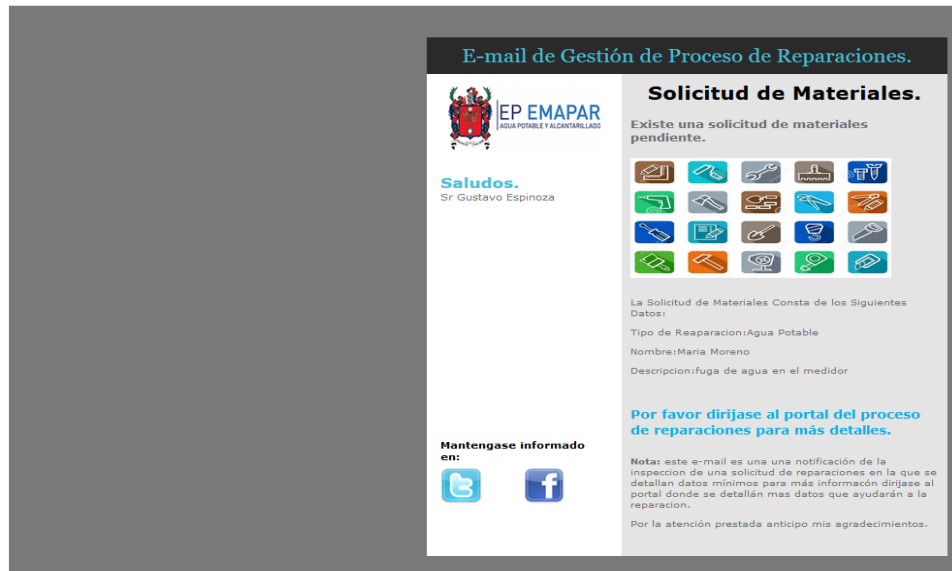 E-mail de Gestión de Proceso de Reparaciones.
EP EMAPAR
AGUA POTABLE Y ALCANTARILLADO
Saludos.
Sr Gustavo Espinoza
Mantengase informado
en:
Solicitud de Materiales.
Existe una solicitud de materiales
pendiente.
La Solicitud de Materiales Consta de los Siguientes
Datos:
Tipo de Reaparacion:Agua Potable
Nombre:Maria Moreno
Descripcion:fuga de agua en el medidor
Por favor dirijase al portal del proceso
de reparaciones para más detalles.
Nota: este e-mail es una una notificación de la
inspeccion de una solicitud de reparaciones en la que se
detallan datos mínimos para más informacón dirijase al
portal donde se detallán mas datos que ayudarán a la
reparacion.
Por la atención prestada anticipo mis agradecimientos.